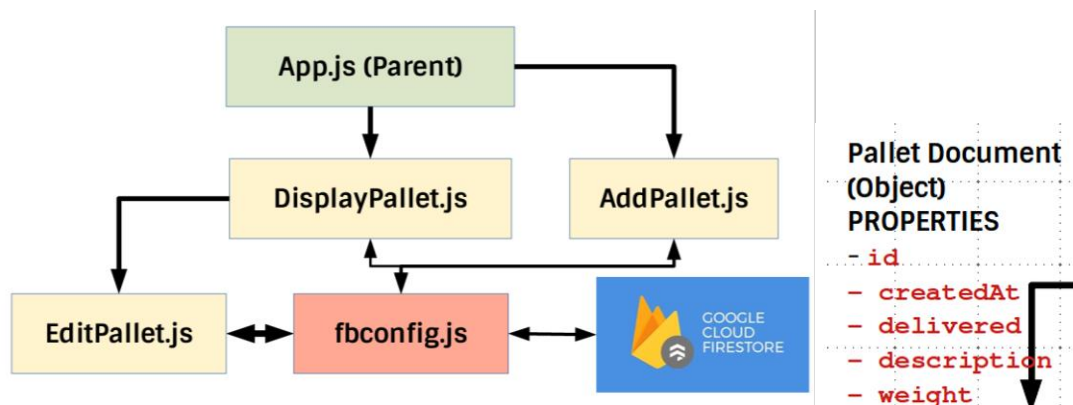 App.js (Parent)
DisplayPallet.js
AddPallet.js
EditPallet.js
fbconfig.js
GOOGLE
CLOUD
FIRESTORE
Pallet Document
(Object)
PROPERTIES
- id
– createdAt
– delivered
– description
– weight